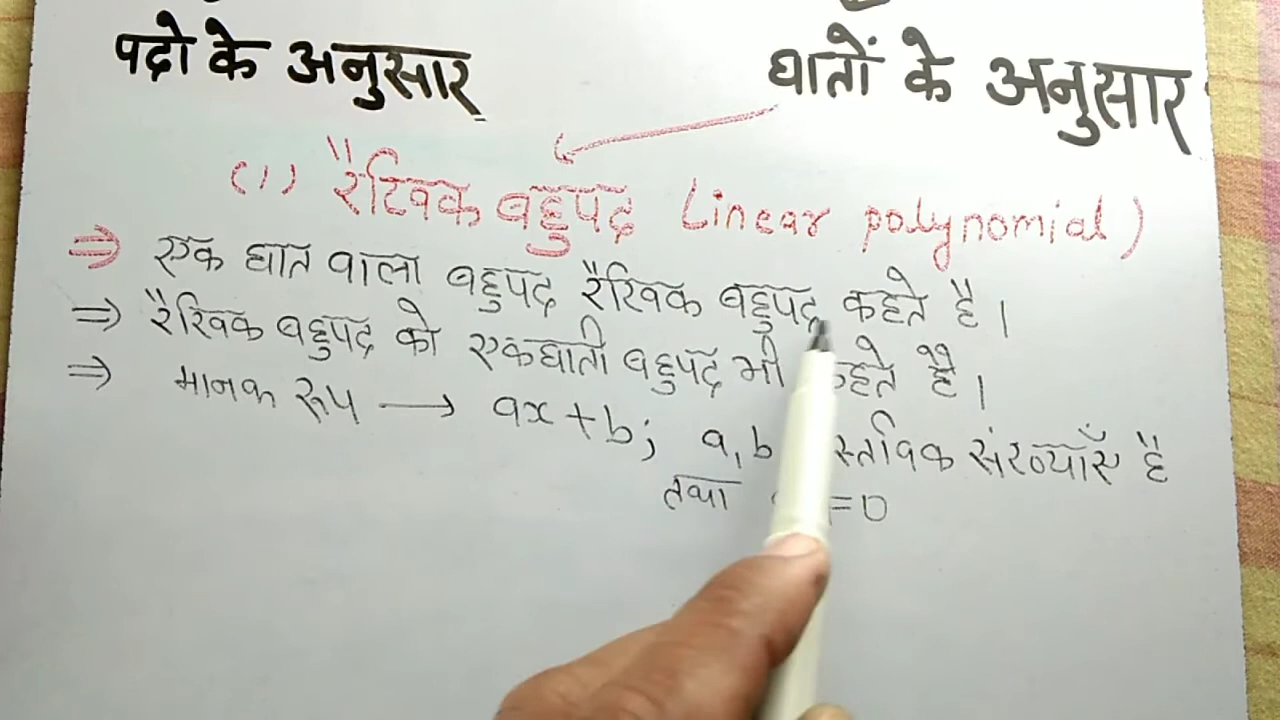 पदो के अनुसार
घातों के अनुसार
(1) रैखिक बहुपद Linear polynomial)
⇒ एक घात वाला बहुपद रैखिक बहुपद कहते है।
⇒ रैखिक बहुपद को एकघाती बहुपद भी कहते है।
⇒ मानक रूप → ax + b; a, b स्तविक संख्याएँ है
तथा = 0